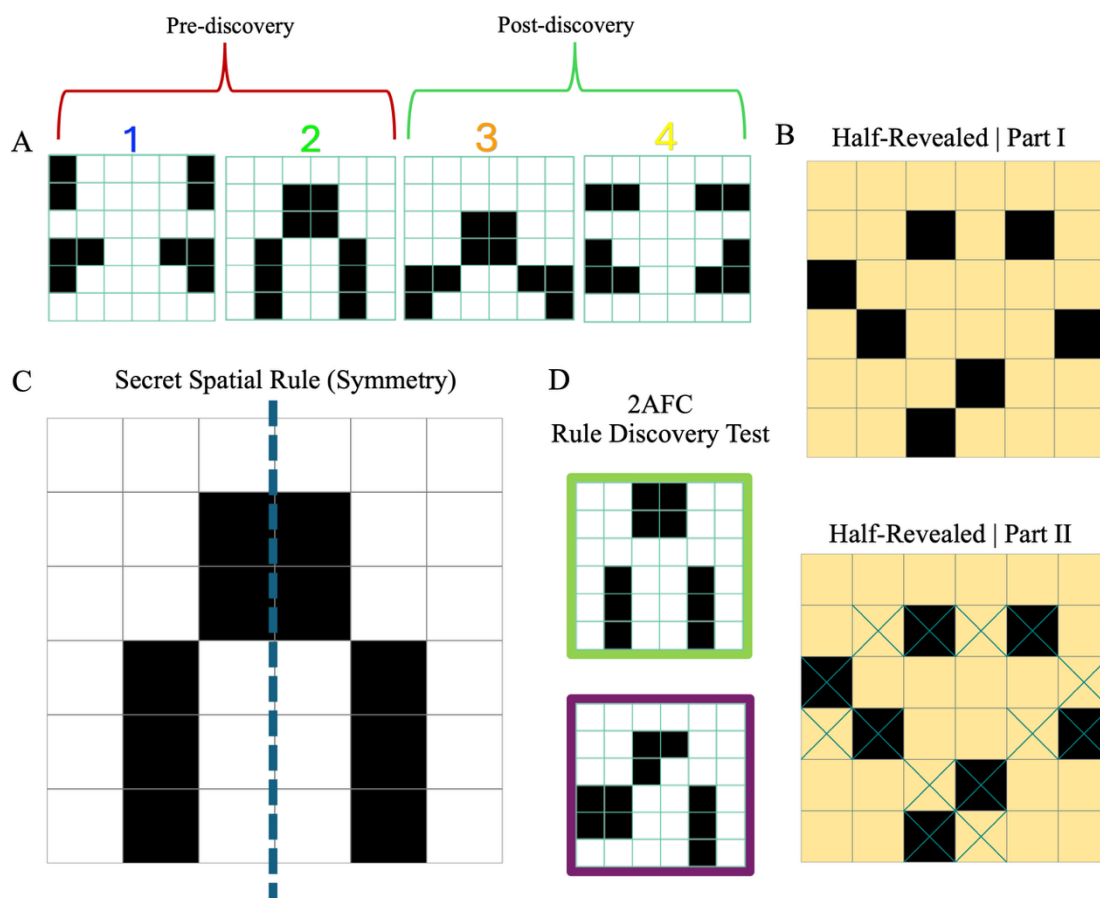 Pre-discovery
Post-discovery
A
1
2
3
4
B
Half-Revealed | Part I
C
Secret Spatial Rule (Symmetry)
D
2AFC
Rule Discovery Test
Half-Revealed | Part II